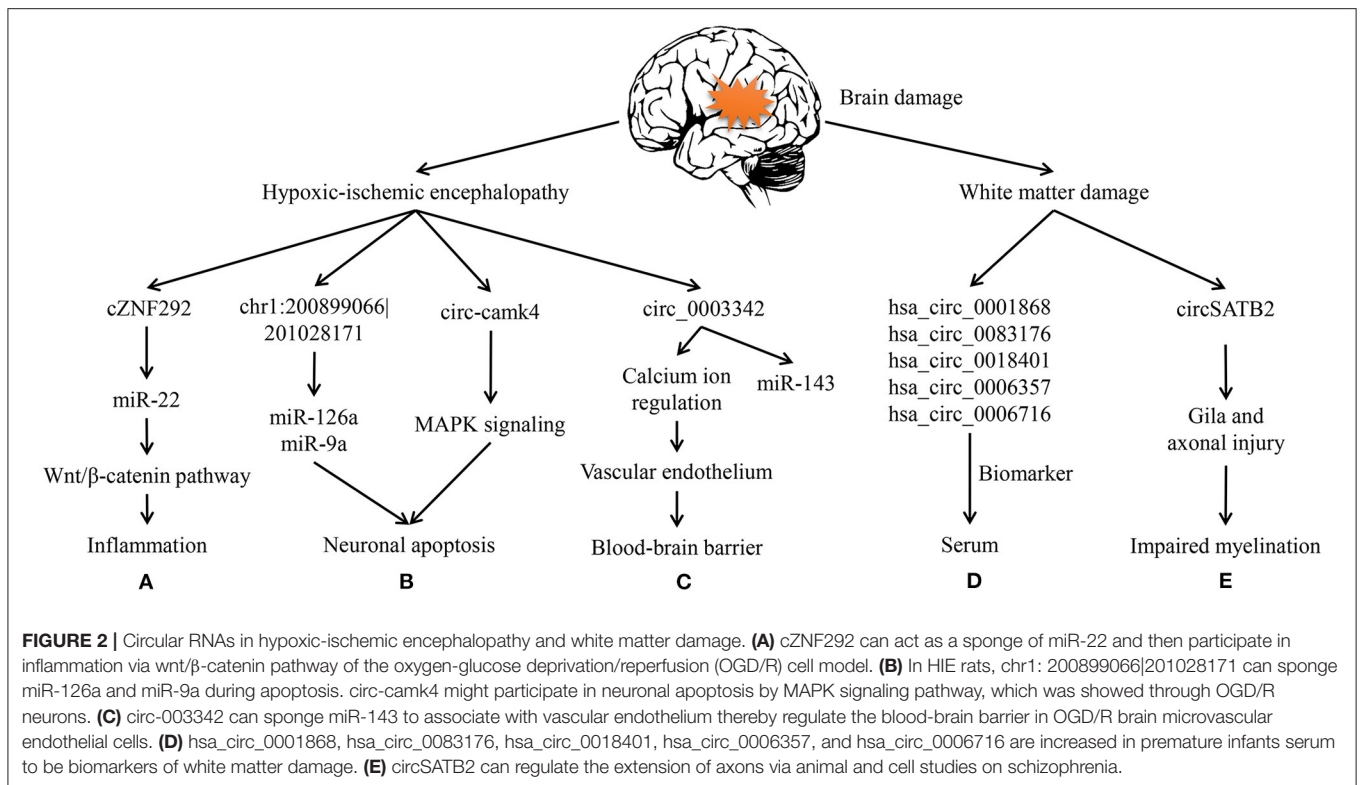 Brain damage
Hypoxic-ischemic encephalopathy
White matter damage
cZNF292
miR-22
Wnt/β-catenin pathway
Inflammation
A
chr1:200899066|
201028171
miR-126a
miR-9a
circ-camk4
MAPK signaling
Neuronal apoptosis
B
circ_0003342
Calcium ion
regulation
miR-143
Vascular endothelium
Blood-brain barrier
C
hsa_circ_0001868
hsa_circ_0083176
hsa_circ_0018401
hsa_circ_0006357
hsa_circ_0006716
Biomarker
Serum
D
circSATB2
Gila and
axonal injury
Impaired myelination
E
FIGURE 2 | Circular RNAs in hypoxic-ischemic encephalopathy and white matter damage. (A) cZNF292 can act as a sponge of miR-22 and then participate in
inflammation via wnt/β-catenin pathway of the oxygen-glucose deprivation/reperfusion (OGD/R) cell model. (B) In HIE rats, chr1: 200899066|201028171 can sponge
miR-126a and miR-9a during apoptosis. circ-camk4 might participate in neuronal apoptosis by MAPK signaling pathway, which was showed through OGD/R
neurons. (C) circ-003342 can sponge miR-143 to associate with vascular endothelium thereby regulate the blood-brain barrier in OGD/R brain microvascular
endothelial cells. (D) hsa_circ_0001868, hsa_circ_0083176, hsa_circ_0018401, hsa_circ_0006357, and hsa_circ_0006716 are increased in premature infants serum
to be biomarkers of white matter damage. (E) circSATB2 can regulate the extension of axons via animal and cell studies on schizophrenia.